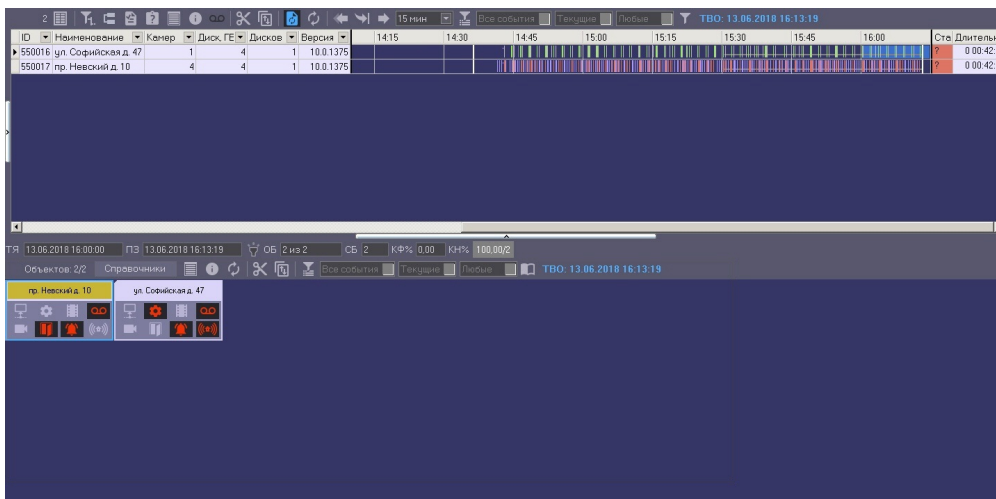 2 15 мин Все события Текущие Любые ТВО: 13.06.2018 16:13:19
ID Наименование Камер Диск, ГЕ Дисков Версия 14:15 14:30 14:45 15:00 15:15 15:30 15:45 16:00 Ста Длительн
550016 ул. Софийская д. 47 1 4 1 10.0.1375 ? 0 00:42:
550017 пр. Невский д. 10 4 4 1 10.0.1375 ? 0 00:42:
ТЯ 13.06.2018 16:00:00 ПЗ 13.06.2018 16:13:19 ОБ 2 из 2 СБ 2 КФ% 0,00 КН% 100,00/2
Объектов: 2/2 Справочники Все события Текущие Любые ТВО: 13.06.2018 16:13:19
пр. Невский д. 10 ул. Софийская д. 47